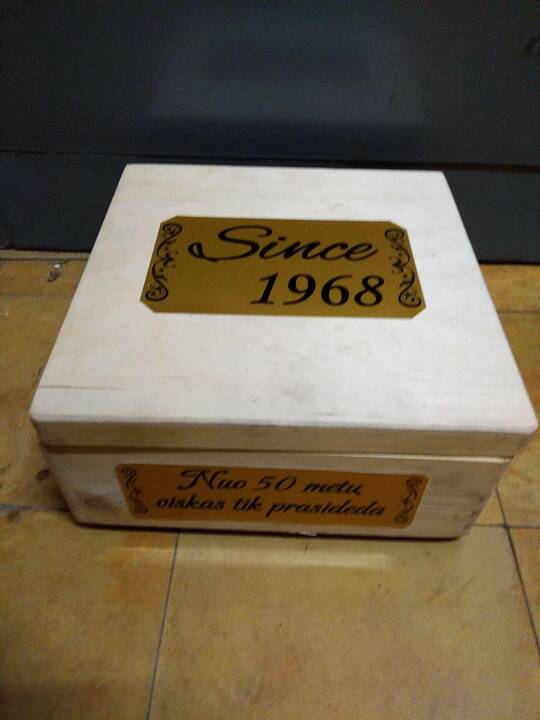 Since
1968
Nuo 50 metų
viskas tik prasideda